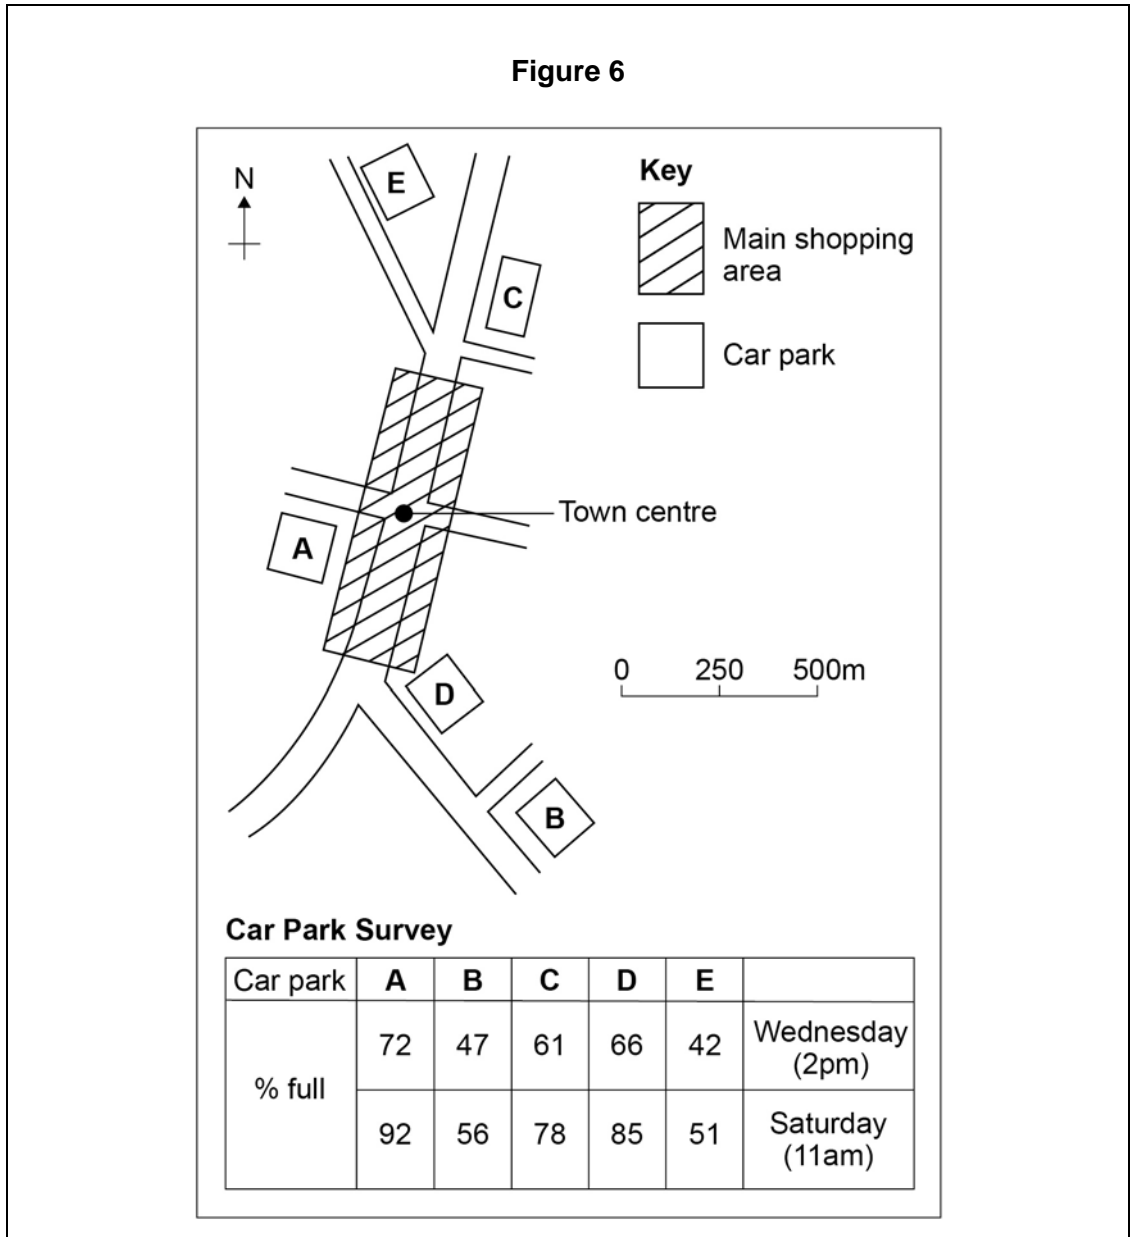 Figure 6
N
E
Key
Main shopping
area
C
Car park
Town centre
A
0 250 500m
D
B
Car Park Survey
Car park A B C D E
72 47 61 66 42 Wednesday
(2pm)
% full
92 56 78 85 51 Saturday
(11am)